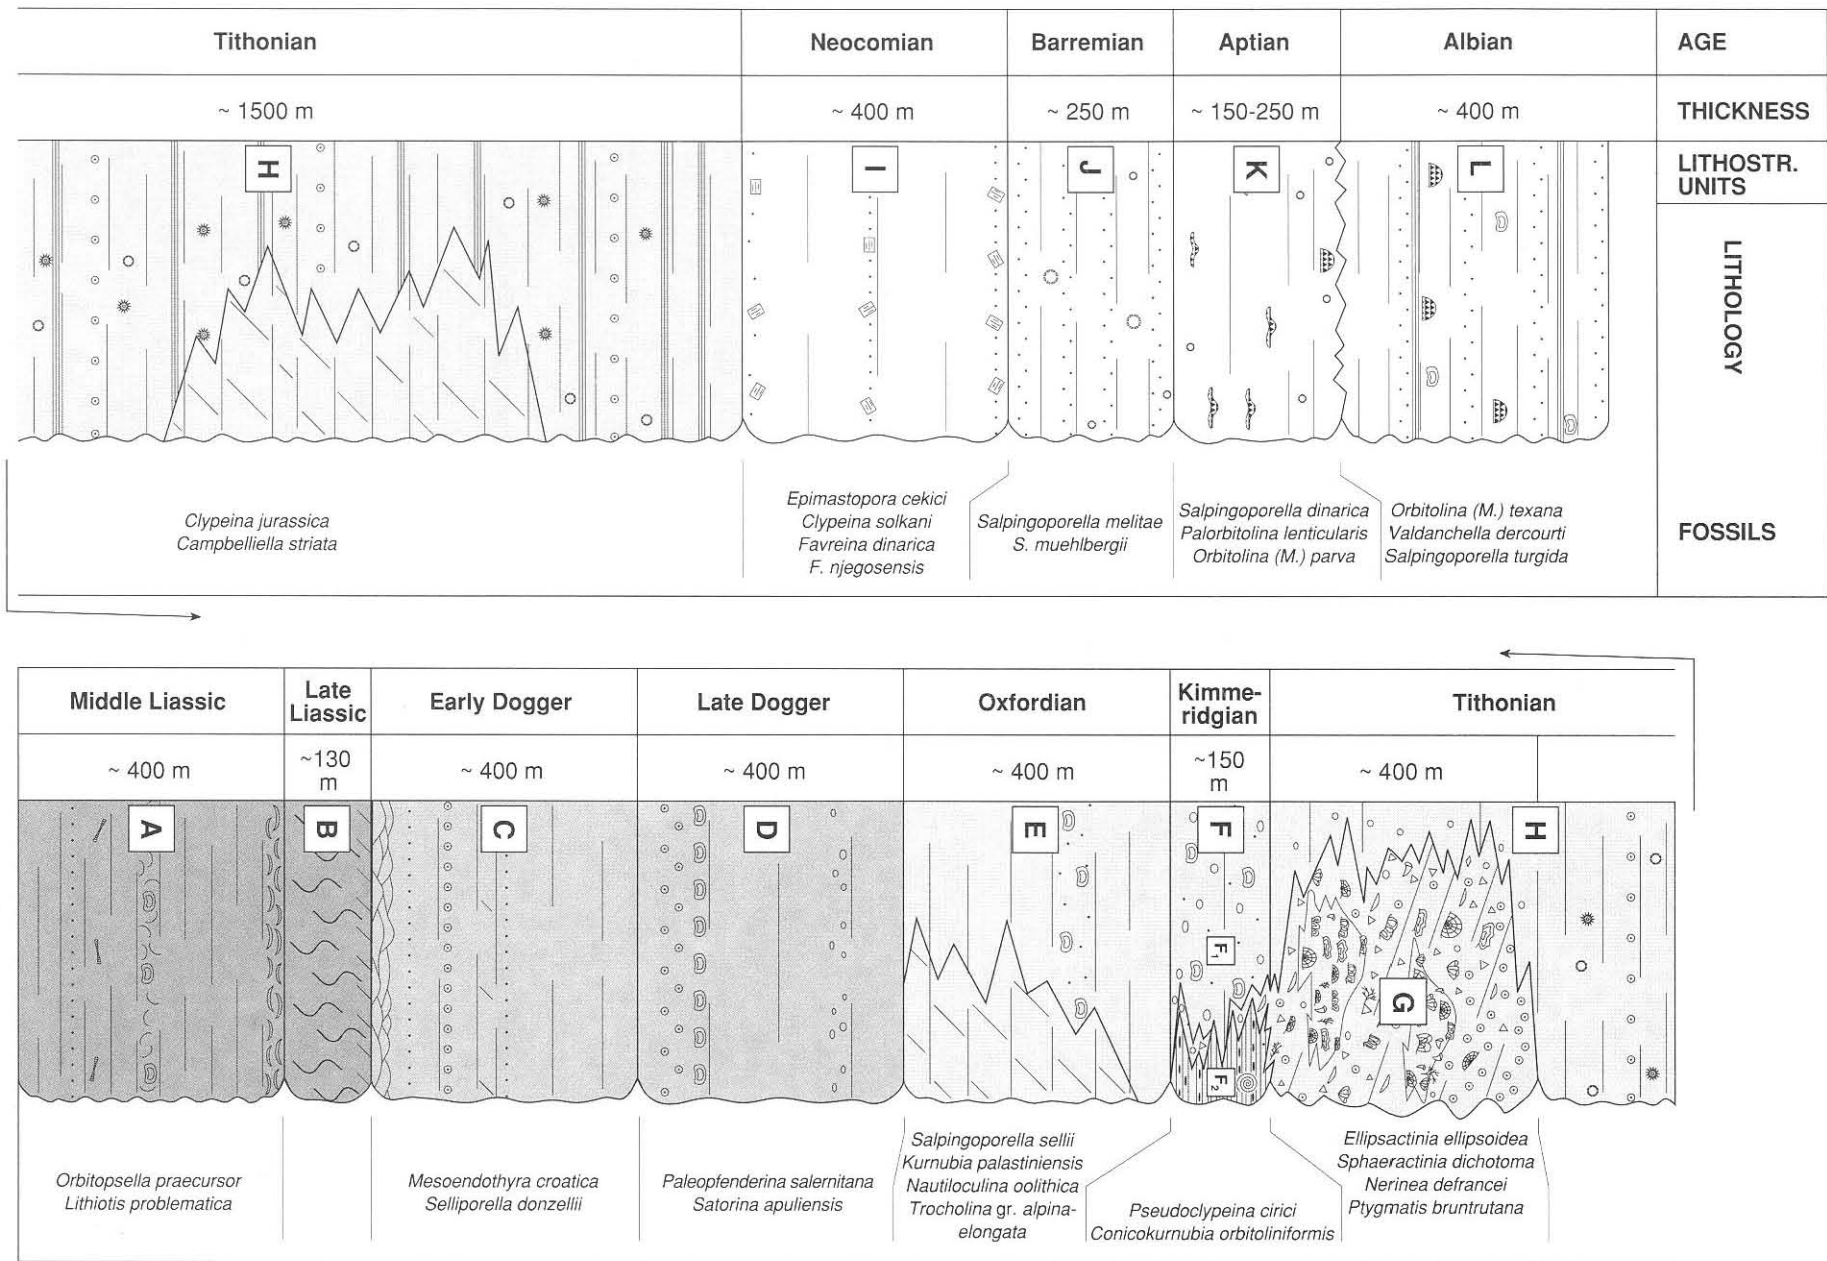 Tithonian Neocomian Barremian Aptian Albian AGE
~ 1500 m ~ 400 m ~ 250 m ~ 150-250 m ~ 400 m THICKNESS
H I J K L LITHOSTR.
UNITS
LITHOLOGY
Clypeina jurassica
Campbelliella striata
Epimastopora cekici
Clypeina solkani
Favreina dinarica
F. njegosensis
Salpingoporella melitae
S. muehlbergii
Salpingoporella dinarica
Palorbitolina lenticularis
Orbitolina (M.) parva
Orbitolina (M.) texana
Valdanchella dercourti
Salpingoporella turgida
FOSSILS
Middle Liassic
Late
Liassic
Early Dogger
Late Dogger
Oxfordian
Kimme-
ridgian
Tithonian
~ 400 m
~130
m
~ 400 m
~ 400 m
~ 400 m
~150
m
~ 400 m
A B C D E F H
F1
G
F2
Orbitopsella praecursor
Lithiotis problematica
Mesoendothyra croatica
Selliporella donzellii
Paleopfenderina salernitana
Satorina apuliensis
Salpingoporella sellii
Kurnubia palastiniensis
Nautiloculina oolithica
Trocholina gr. alpina-
elongata
Pseudoclypeina cirici
Conicokurnubia orbitoliniformis
Ellipsactinia ellipsoidea
Sphaeractinia dichotoma
Nerinea defrancei
Ptygmatis bruntrutana